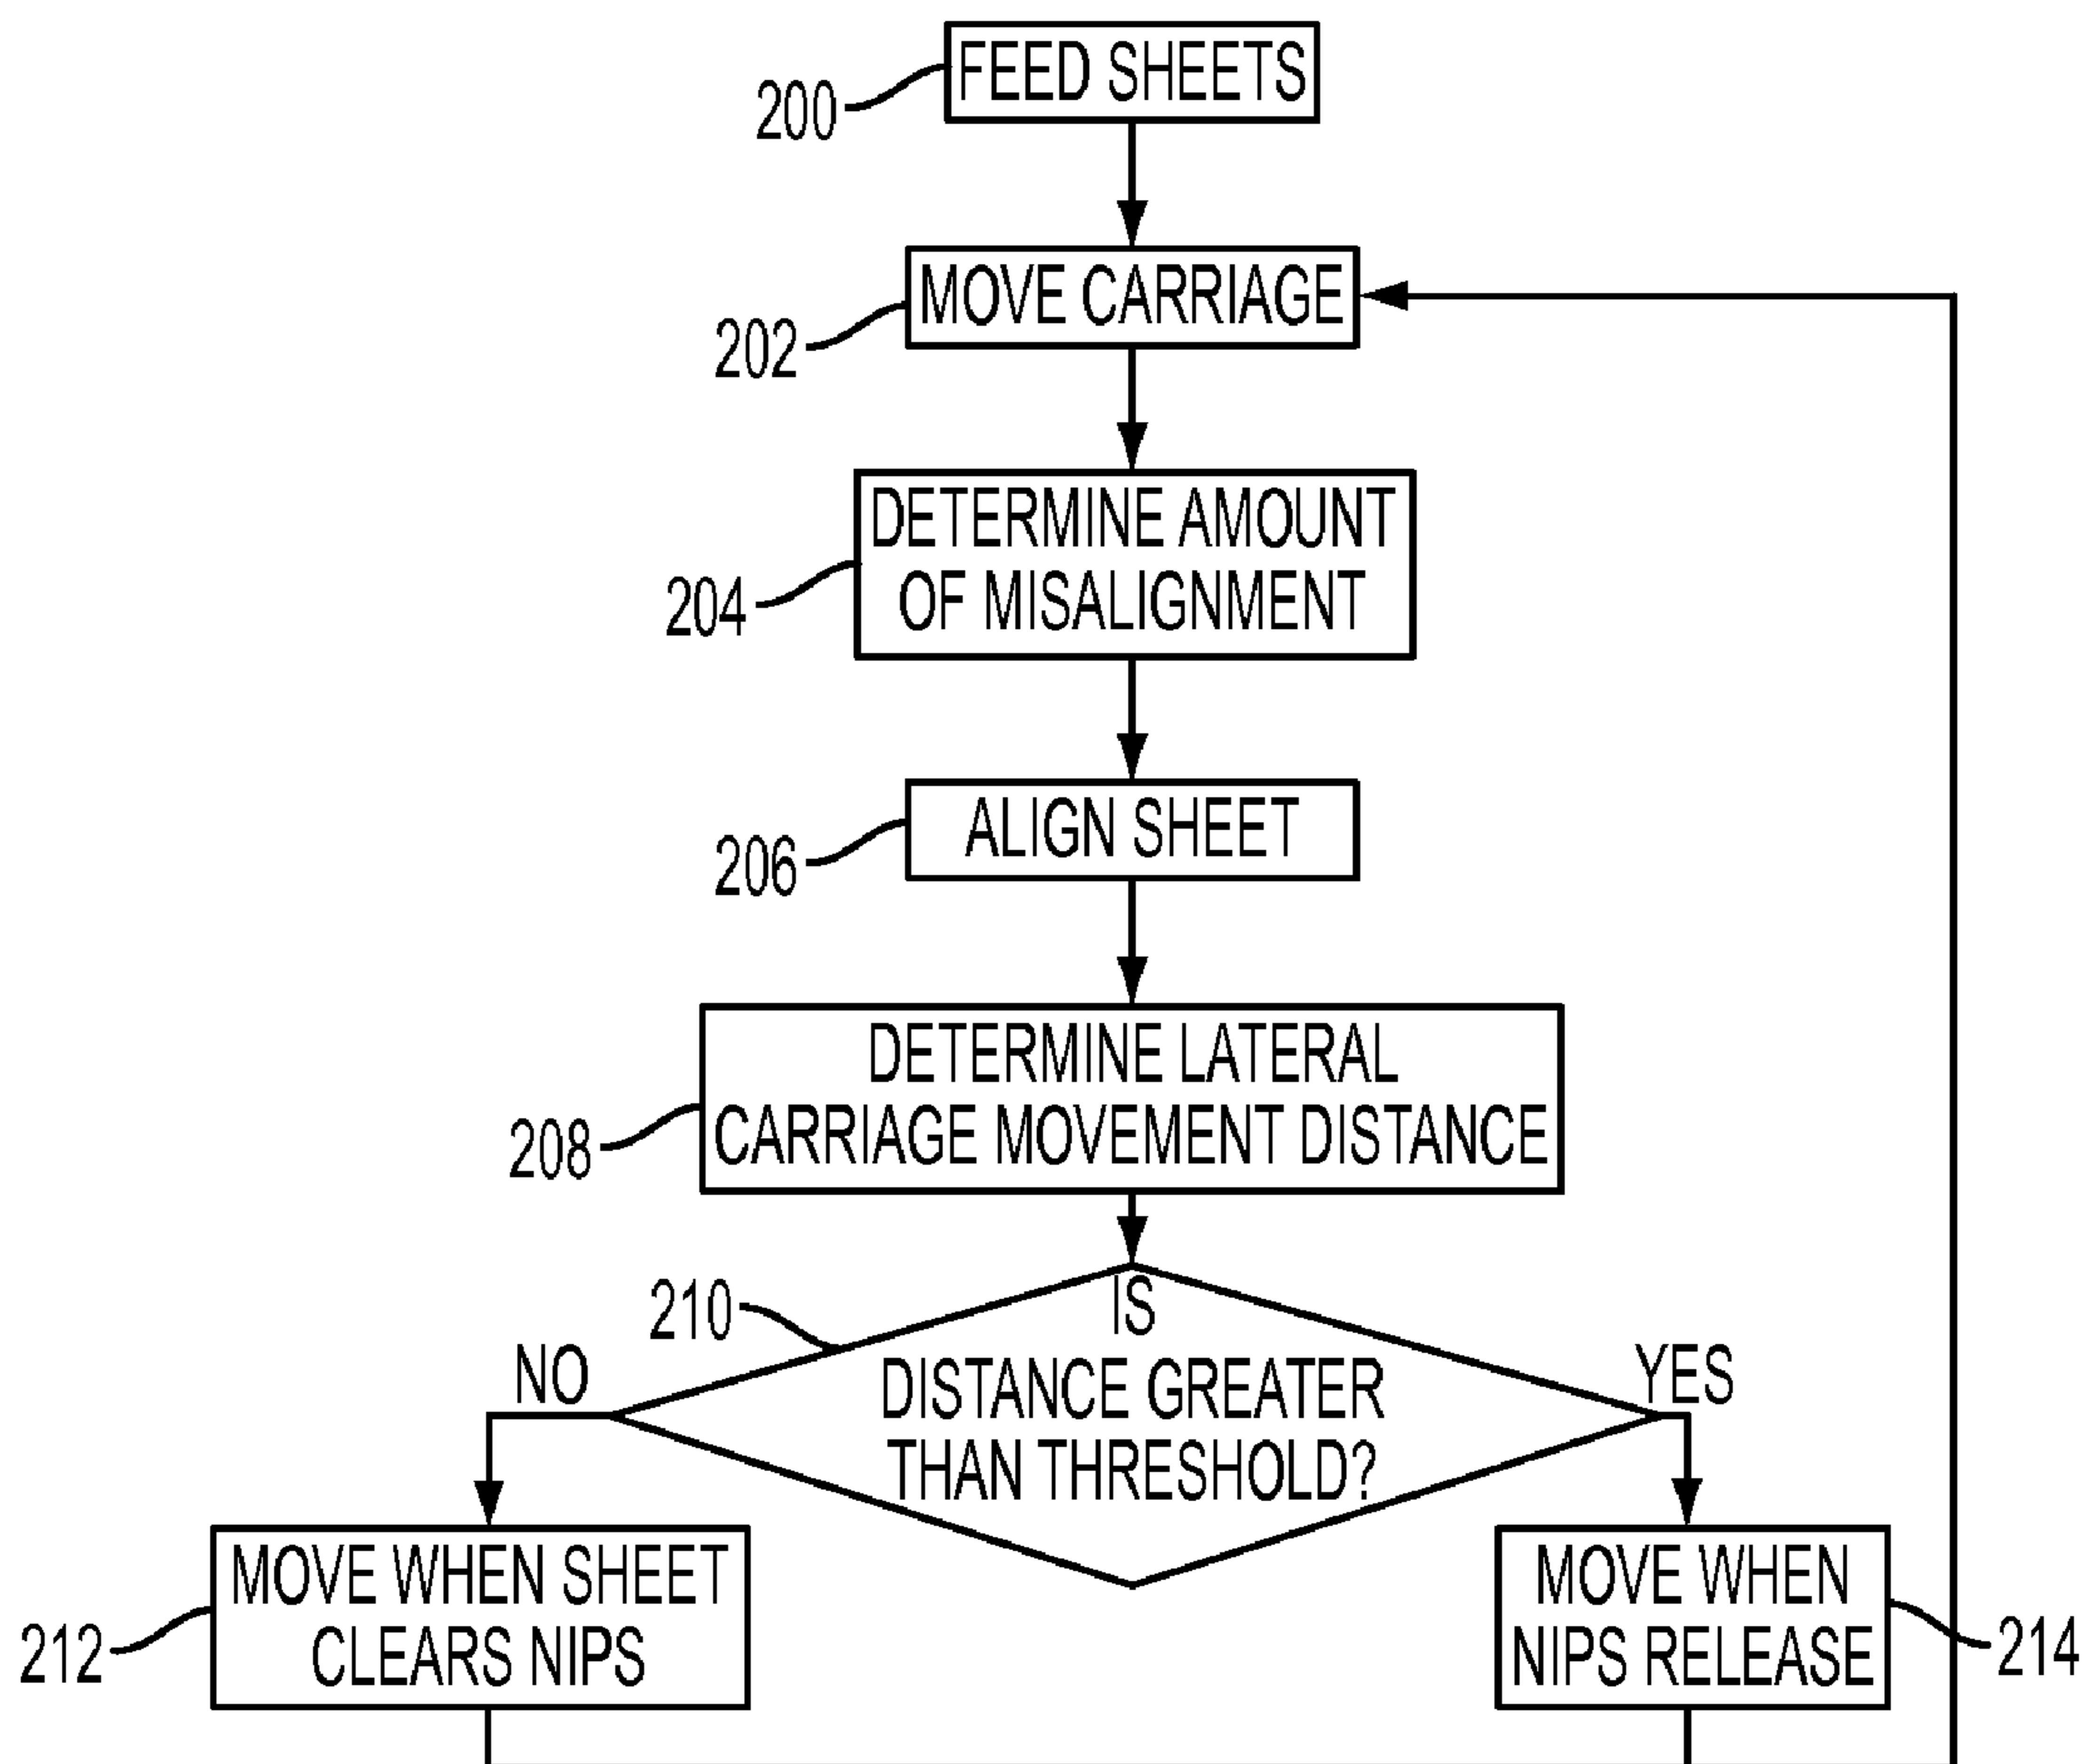 FEED SHEETS
200
MOVE CARRIAGE
202
DETERMINE AMOUNT
OF MISALIGNMENT
204
ALIGN SHEET
206
DETERMINE LATERAL
CARRIAGE MOVEMENT DISTANCE
208
210
IS
DISTANCE GREATER
THAN THRESHOLD?
NO
YES
MOVE WHEN SHEET
CLEARS NIPS
212
MOVE WHEN
NIPS RELEASE
214